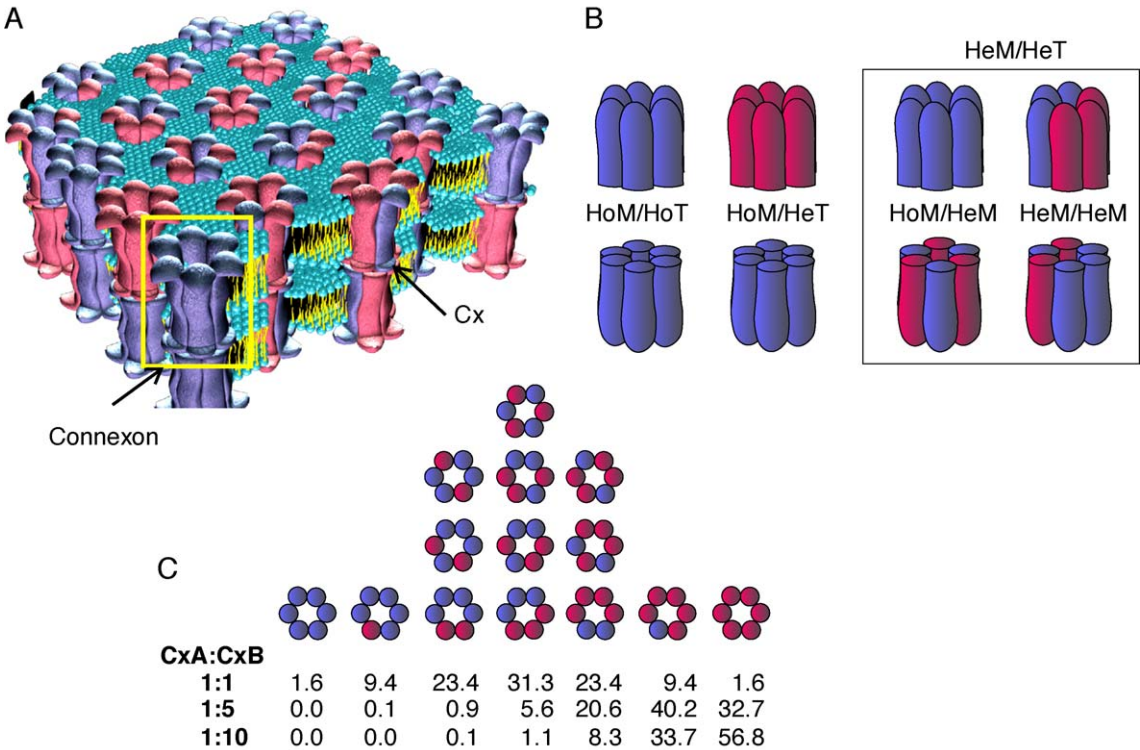 A
B
HeM/HeT
HoM/HoT
HoM/HeT
HoM/HeM
HeM/HeM
Cx
Connexon
C
CxA:CxB
1:1 1.6 9.4 23.4 31.3 23.4 9.4 1.6
1:5 0.0 0.1 0.9 5.6 20.6 40.2 32.7
1:10 0.0 0.0 0.1 1.1 8.3 33.7 56.8